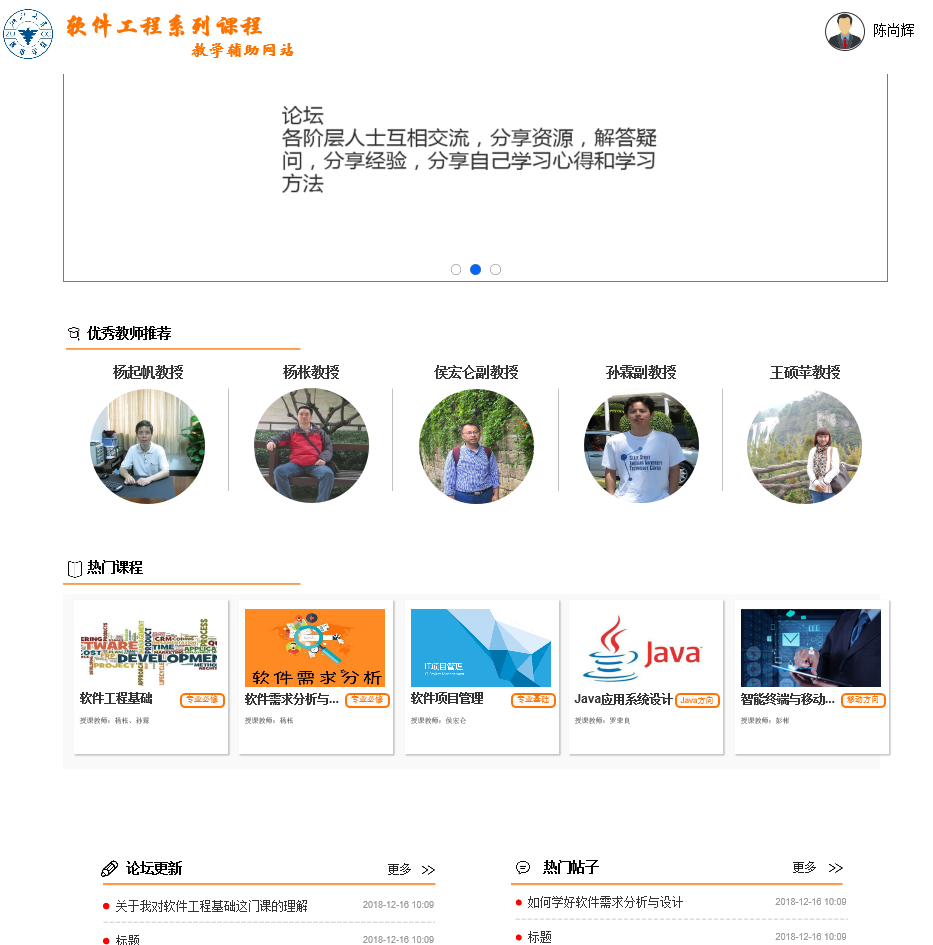 软件工程系列课程
教学辅助网站
陈尚辉
论坛
各阶层人士互相交流，分享资源，解答疑
问，分享经验，分享自己学习心得和学习
方法
优秀教师推荐
杨起帆教授
杨枨教授
侯宏仑副教授
孙霖副教授
王硕苹教授
热门课程
DEVELOPMENT
软件需求分析
IT项目管理
Java
软件工程基础
专业必修
授课教师：杨枨、孙霖
软件需求分析与...
专业必修
授课教师：杨枨
软件项目管理
专业基础
授课教师：侯宏仑
Java应用系统设计
Java方向
授课教师：罗荣良
智能终端与移动...
移动方向
授课教师：彭彬
论坛更新
更多
关于我对软件工程基础这门课的理解
2018-12-16 10:09
标题
2018-12-16 10:09
热门帖子
更多
如何学好软件需求分析与设计
2018-12-16 10:09
标题
2018-12-16 10:09